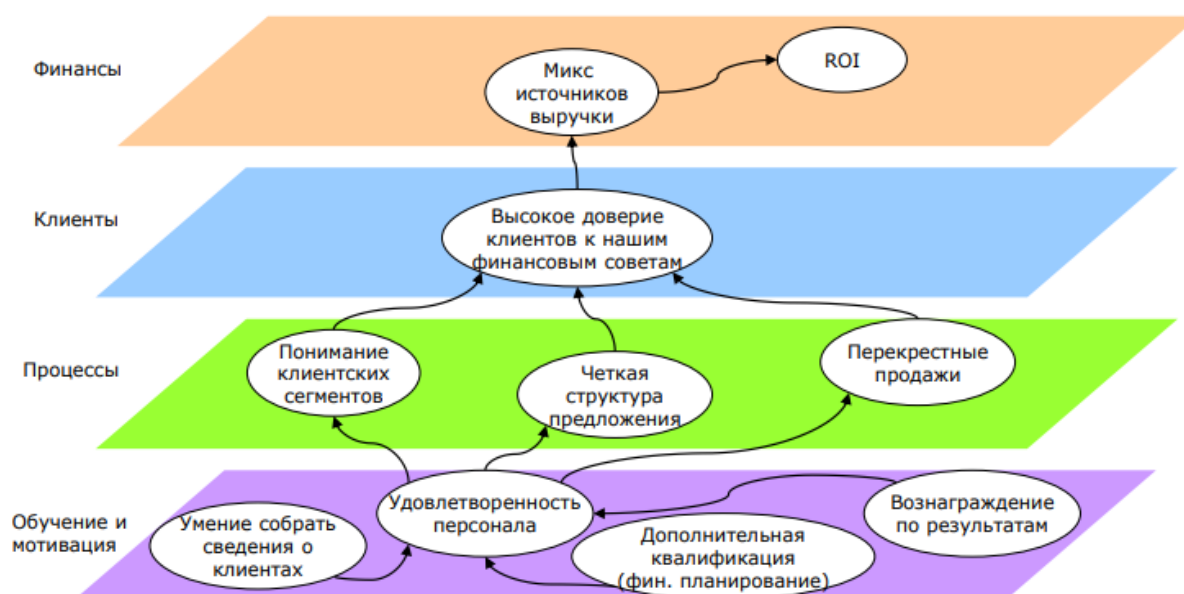 Финансы
Микс
источников
выручки
ROI
Клиенты
Высокое доверие
клиентов к нашим
финансовым советам
Процессы
Понимание
клиентских
сегментов
Четкая
структура
предложения
Перекрестные
продажи
Обучение и
мотивация
Умение собрать
сведения о
клиентах
Удовлетворенность
персонала
Дополнительная
квалификация
(фин. планирование)
Вознаграждение
по результатам